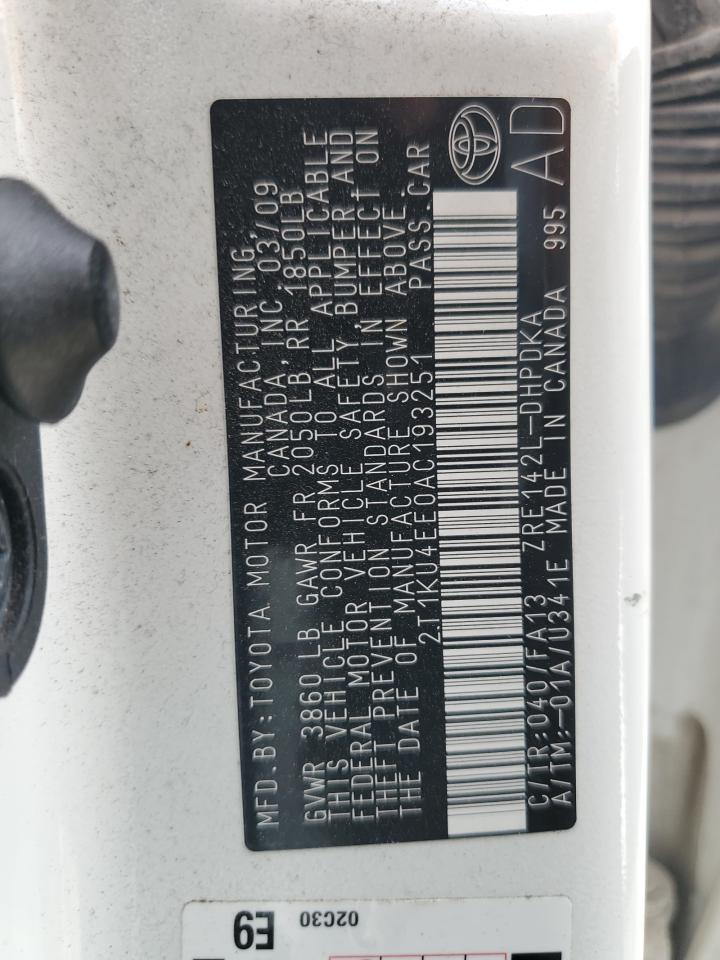 MFD.BY:TOYOTA MOTOR MANUFACTURING,
CANADA, INC. 03/09
GVWR 3860 LB GAWR FR 2050LB, RR 1850LB
THIS VEHICLE CONFORMS TO ALL APPLICABLE
FEDERAL MOTOR VEHICLE SAFETY,BUMPER,AND
THEFT PREVENTION STANDARDS IN EFFECT ON
THE DATE OF MANUFACTURE SHOWN ABOVE.
2T1KU4EE0AC193251 PASS.CAR
C/TR:040/FA13 ZRE142L-DHPDKA
A/TM:-01A/U341E MADE IN CANADA 995 AD
E9 02C30